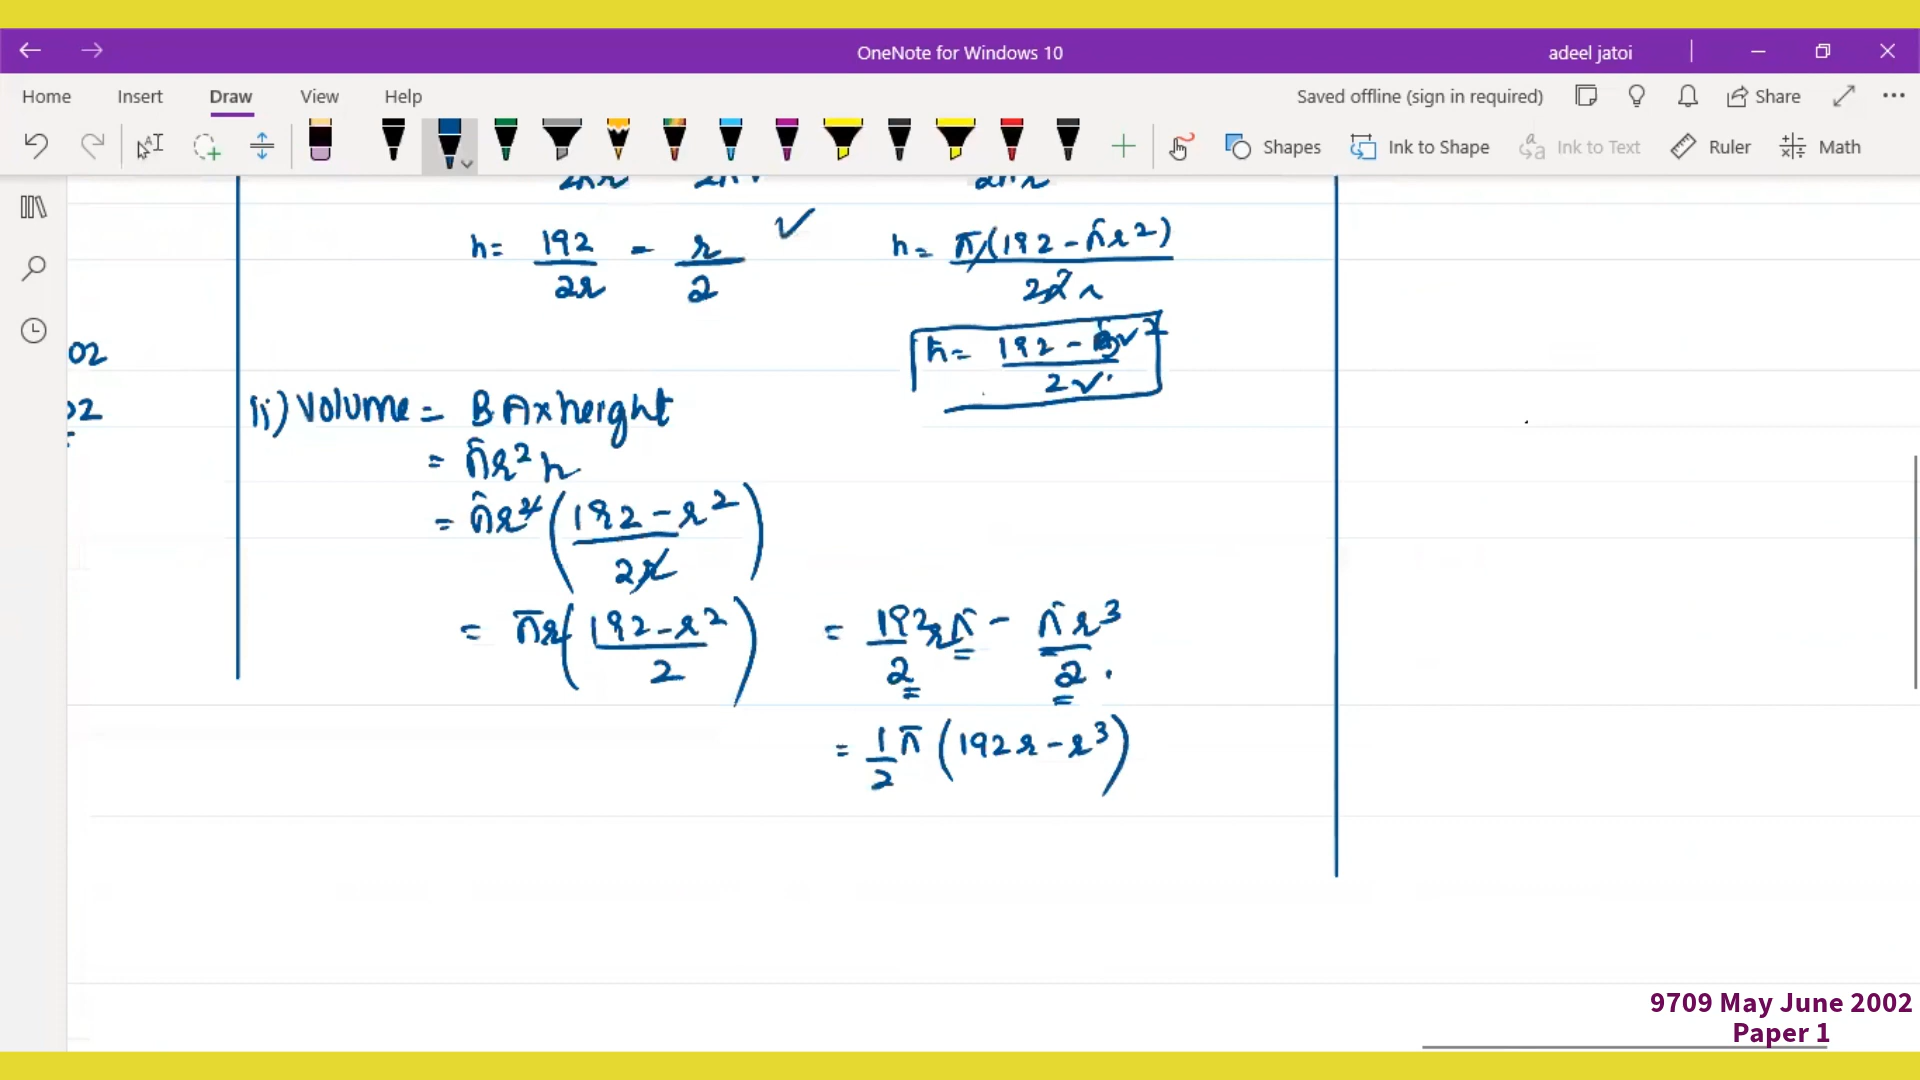 OneNote for Windows 10
adeel jatoi
Home Insert Draw View Help
Saved offline (sign in required)
Share
Shapes
Ink to Shape
Ink to Text
Ruler
Math
h = 192/2r - r/2 ✓
h = π(192 - πr²)/2
h = 192 - r²/2r
02
02
ii) Volume = BA x height
= πr²h
= πr²(192 - r²/2r)
= πr(192 - r²/2) = 192rπ/2 - πr³/2
= 1/2 π(192r - r³)
9709 May June 2002
Paper 1